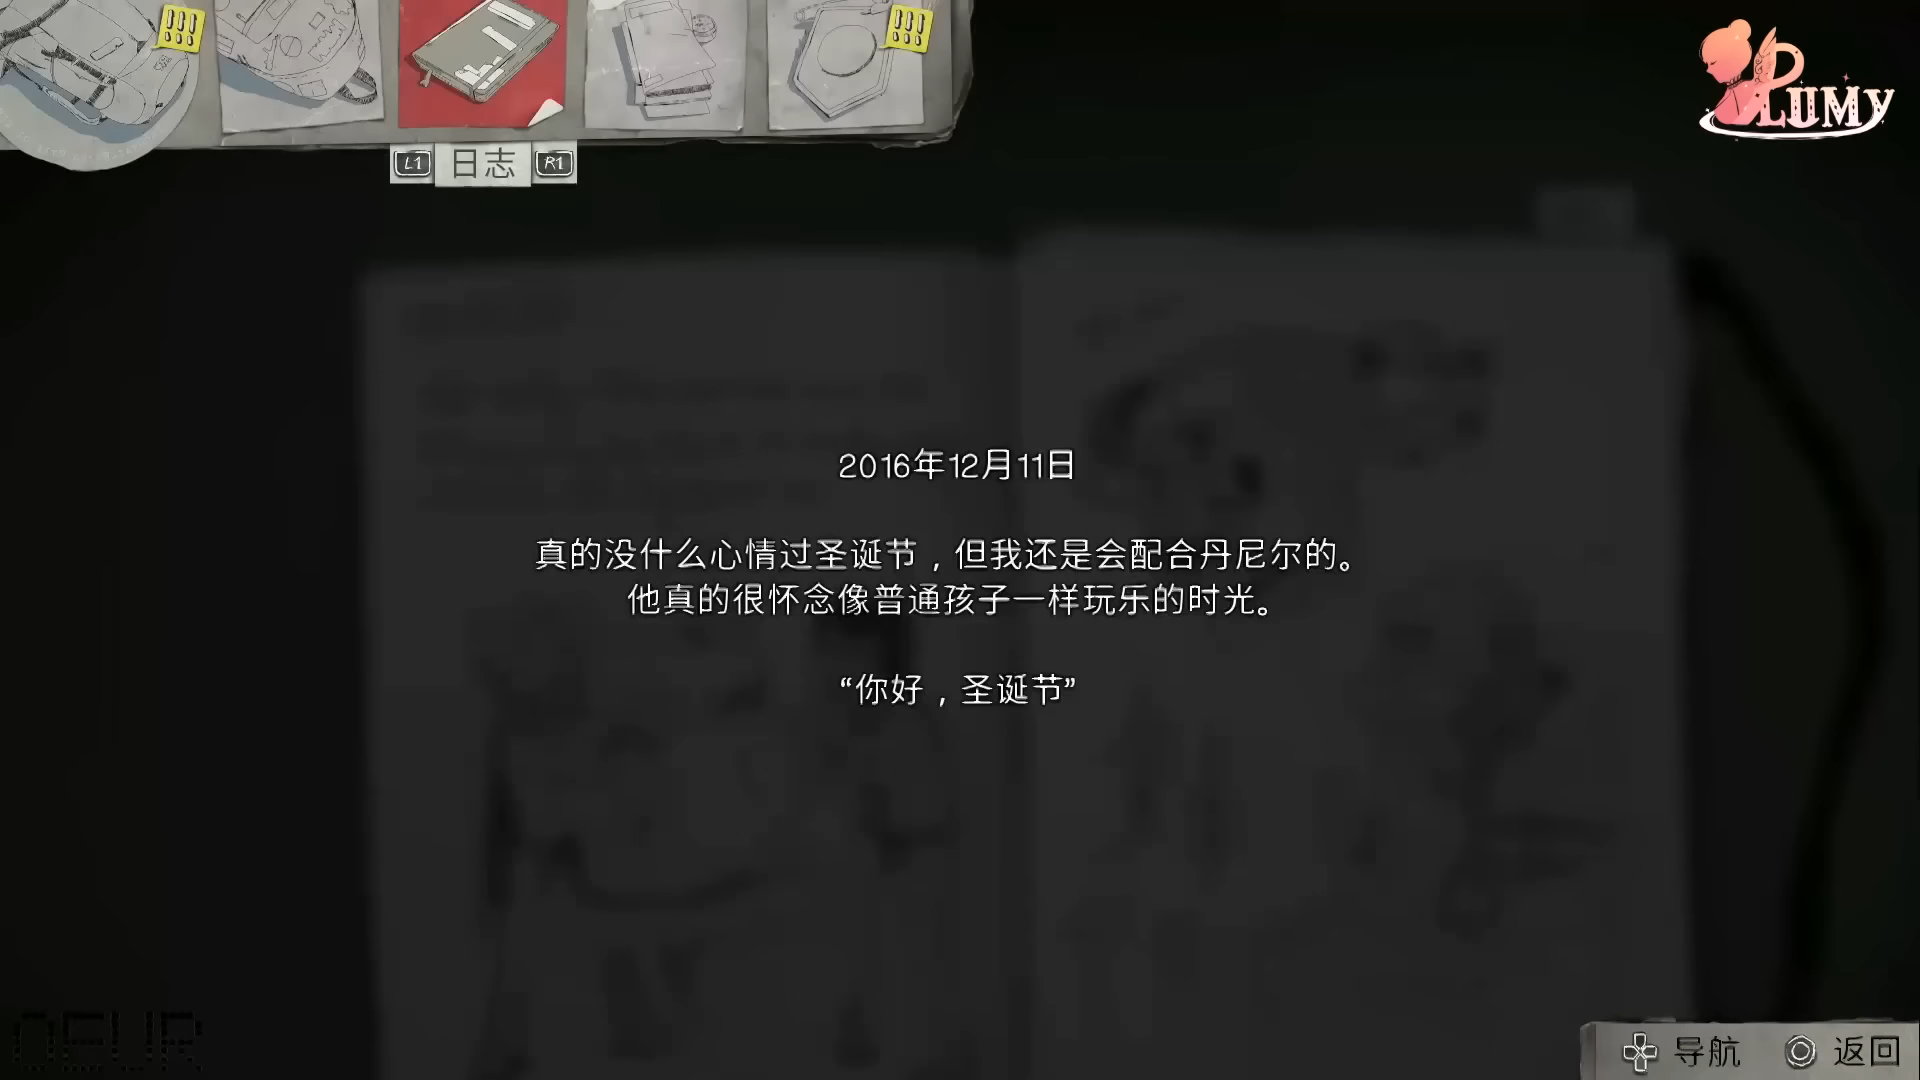 PLUMY
L1 日志 R1
2016年12月11日
真的没什么心情过圣诞节，但我还是会配合丹尼尔的。
他真的很怀念像普通孩子一样玩乐的时光。
“你好，圣诞节”
导航 返回